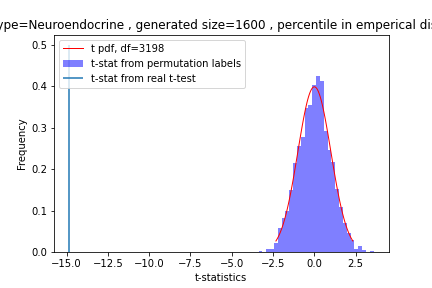 ype=Neuroendocrine , generated size=1600 , percentile in emperical dis
t pdf, df=3198
t-stat from permutation labels
t-stat from real t-test
Frequency
0.5
0.4
0.3
0.2
0.1
0.0
−15.0 −12.5 −10.0 −7.5 −5.0 −2.5 0.0 2.5
t-statistics